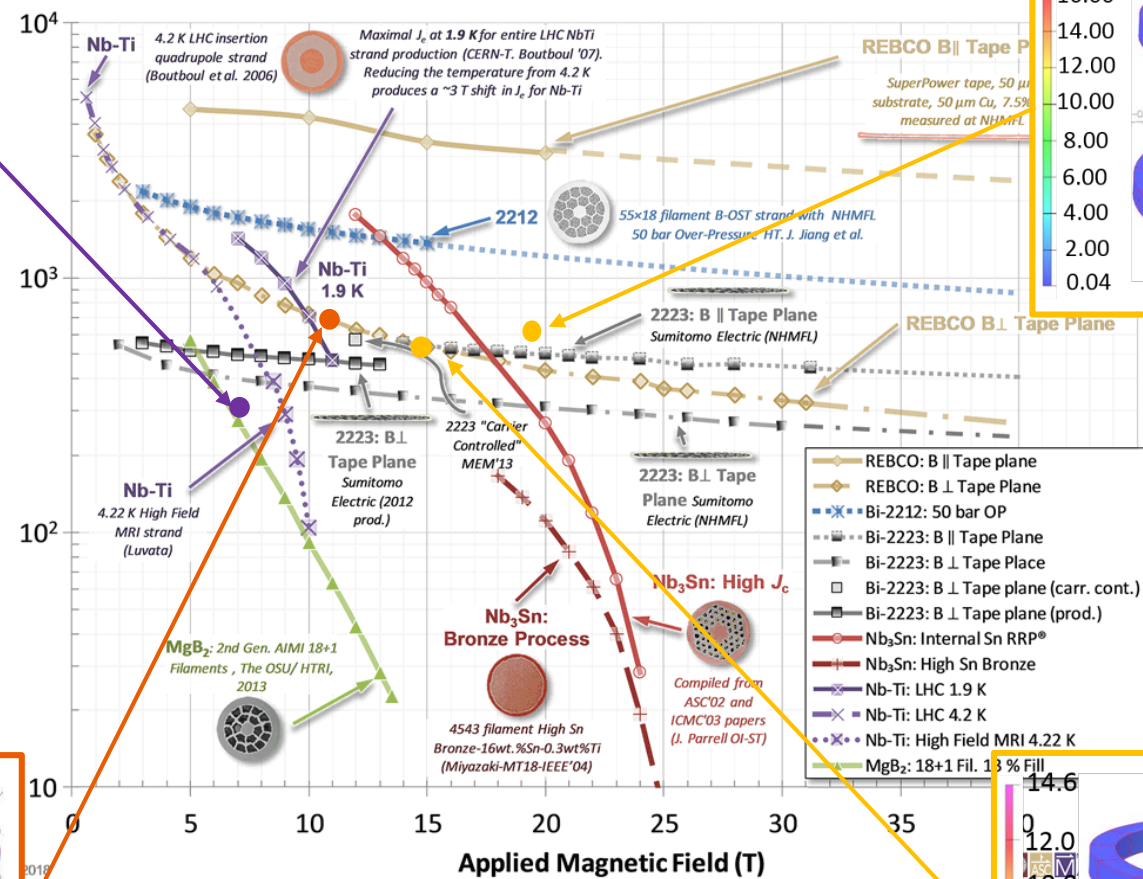 10⁴
10³
10²
10
0
5
10
15
20
25
30
35
Applied Magnetic Field (T)
Nb-Ti
4.2 K LHC insertion
quadrupole strand
(Boutboul et al. 2006)
Maximal Jₑ at 1.9 K for entire LHC NbTi
strand production (CERN-T. Boutboul '07).
Reducing the temperature from 4.2 K
produces a ~3 T shift in Jₑ for Nb-Ti
REBCO B∥ Tape P
SuperPower tape, 50 µm
substrate, 50 µm Cu, 7.5%
measured at NHMFL
2212
55×18 filament B-OST strand with NHMFL
50 bar Over-Pressure HT. J. Jiang et al.
Nb-Ti
1.9 K
2223: B ∥ Tape Plane
Sumitomo Electric (NHMFL)
REBCO B⊥ Tape Plane
2223: B⊥
Tape Plane
Sumitomo
Electric (2012
prod.)
2223 "Carrier
Controlled"
MEM'13
2223: B⊥ Tape
Plane Sumitomo
Electric (NHMFL)
Nb-Ti
4.22 K High Field
MRI strand
(Luvata)
MgB₂: 2nd Gen. AIMI 18+1
Filaments , The OSU/ HTRI,
2013
Nb₃Sn:
Bronze Process
4543 filament High Sn
Bronze-16wt.%Sn-0.3wt%Ti
(Miyazaki-MT18-IEEE'04)
Nb₃Sn: High Jc
Compiled from
ASC'02 and
ICMC'03 papers
(J. Parrell OI-ST)
REBCO: B ∥ Tape plane
REBCO: B ⊥ Tape Plane
Bi-2212: 50 bar OP
Bi-2223: B ∥ Tape Plane
Bi-2223: B ⊥ Tape Place
Bi-2223: B ⊥ Tape plane (carr. cont.)
Bi-2223: B ⊥ Tape plane (prod.)
Nb₃Sn: Internal Sn RRP®
Nb₃Sn: High Sn Bronze
Nb-Ti: LHC 1.9 K
Nb-Ti: LHC 4.2 K
Nb-Ti: High Field MRI 4.22 K
MgB₂: 18+1 Fil. 13 % Fill
14.00
12.00
10.00
8.00
6.00
4.00
2.00
0.04
14.6
12.0
ASC
2018